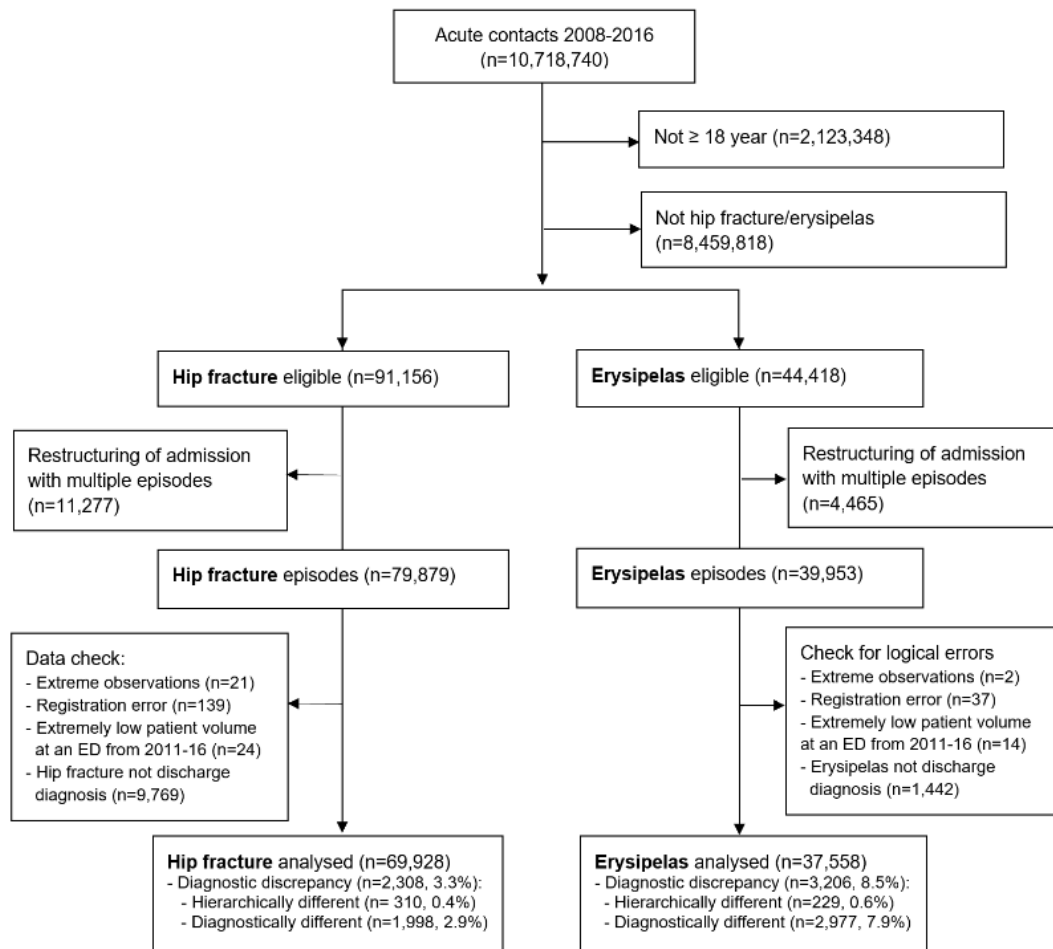 Acute contacts 2008-2016
(n=10,718,740)
Not ≥ 18 year (n=2,123,348)
Not hip fracture/erysipelas
(n=8,459,818)
Hip fracture eligible (n=91,156)
Erysipelas eligible (n=44,418)
Restructuring of admission
with multiple episodes
(n=11,277)
Restructuring of admission
with multiple episodes
(n=4,465)
Hip fracture episodes (n=79,879)
Erysipelas episodes (n=39,953)
Data check:
- Extreme observations (n=21)
- Registration error (n=139)
- Extremely low patient volume
at an ED from 2011-16 (n=24)
- Hip fracture not discharge
diagnosis (n=9,769)
Check for logical errors
- Extreme observations (n=2)
- Registration error (n=37)
- Extremely low patient volume
at an ED from 2011-16 (n=14)
- Erysipelas not discharge
diagnosis (n=1,442)
Hip fracture analysed (n=69,928)
- Diagnostic discrepancy (n=2,308, 3.3%):
- Hierarchically different (n= 310, 0.4%)
- Diagnostically different (n=1,998, 2.9%)
Erysipelas analysed (n=37,558)
- Diagnostic discrepancy (n=3,206, 8.5%):
- Hierarchically different (n=229, 0.6%)
- Diagnostically different (n=2,977, 7.9%)